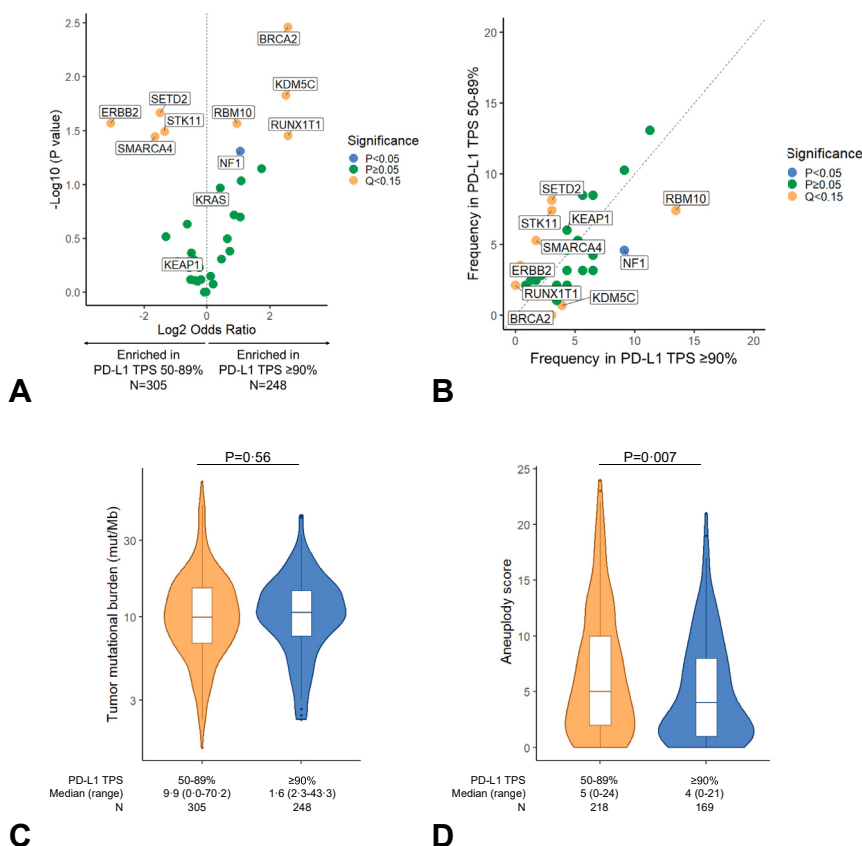 2.5
2.0
1.5
1.0
0.5
0.0
-Log10 (P value)
BRCA2
KDM5C
SETD2
ERBB2
STK11
RBM10
RUNX1T1
SMARCA4
NF1
KRAS
KEAP1
-2 0 2
Log2 Odds Ratio
Enriched in
PD-L1 TPS 50-89%
N=305
Enriched in
PD-L1 TPS ≥90%
N=248
Significance
P<0.05
P≥0.05
Q<0.15
A
20
15
10
5
0
Frequency in PD-L1 TPS 50-89%
SETD2
RBM10
STK11
KEAP1
SMARCA4
NF1
ERBB2
RUNX1T1
KDM5C
BRCA2
0 5 10 15 20
Frequency in PD-L1 TPS ≥90%
Significance
P<0.05
P≥0.05
Q<0.15
B
P=0·56
30
10
3
Tumor mutational burden (mut/Mb)
PD-L1 TPS 50-89% ≥90%
Median (range) 9·9 (0·0-70·2) 1·6 (2·3-43·3)
N 305 248
C
P=0·007
25
20
15
10
5
0
Aneuplody score
PD-L1 TPS 50-89% ≥90%
Median (range) 5 (0-24) 4 (0-21)
N 218 169
D